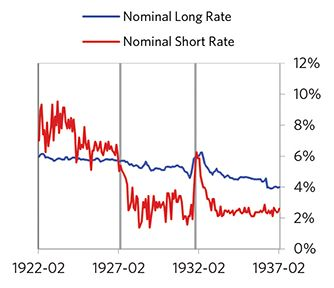 Nominal Long Rate
Nominal Short Rate
12%
10%
8%
6%
4%
2%
0%
1922-02 1927-02 1932-02 1937-02